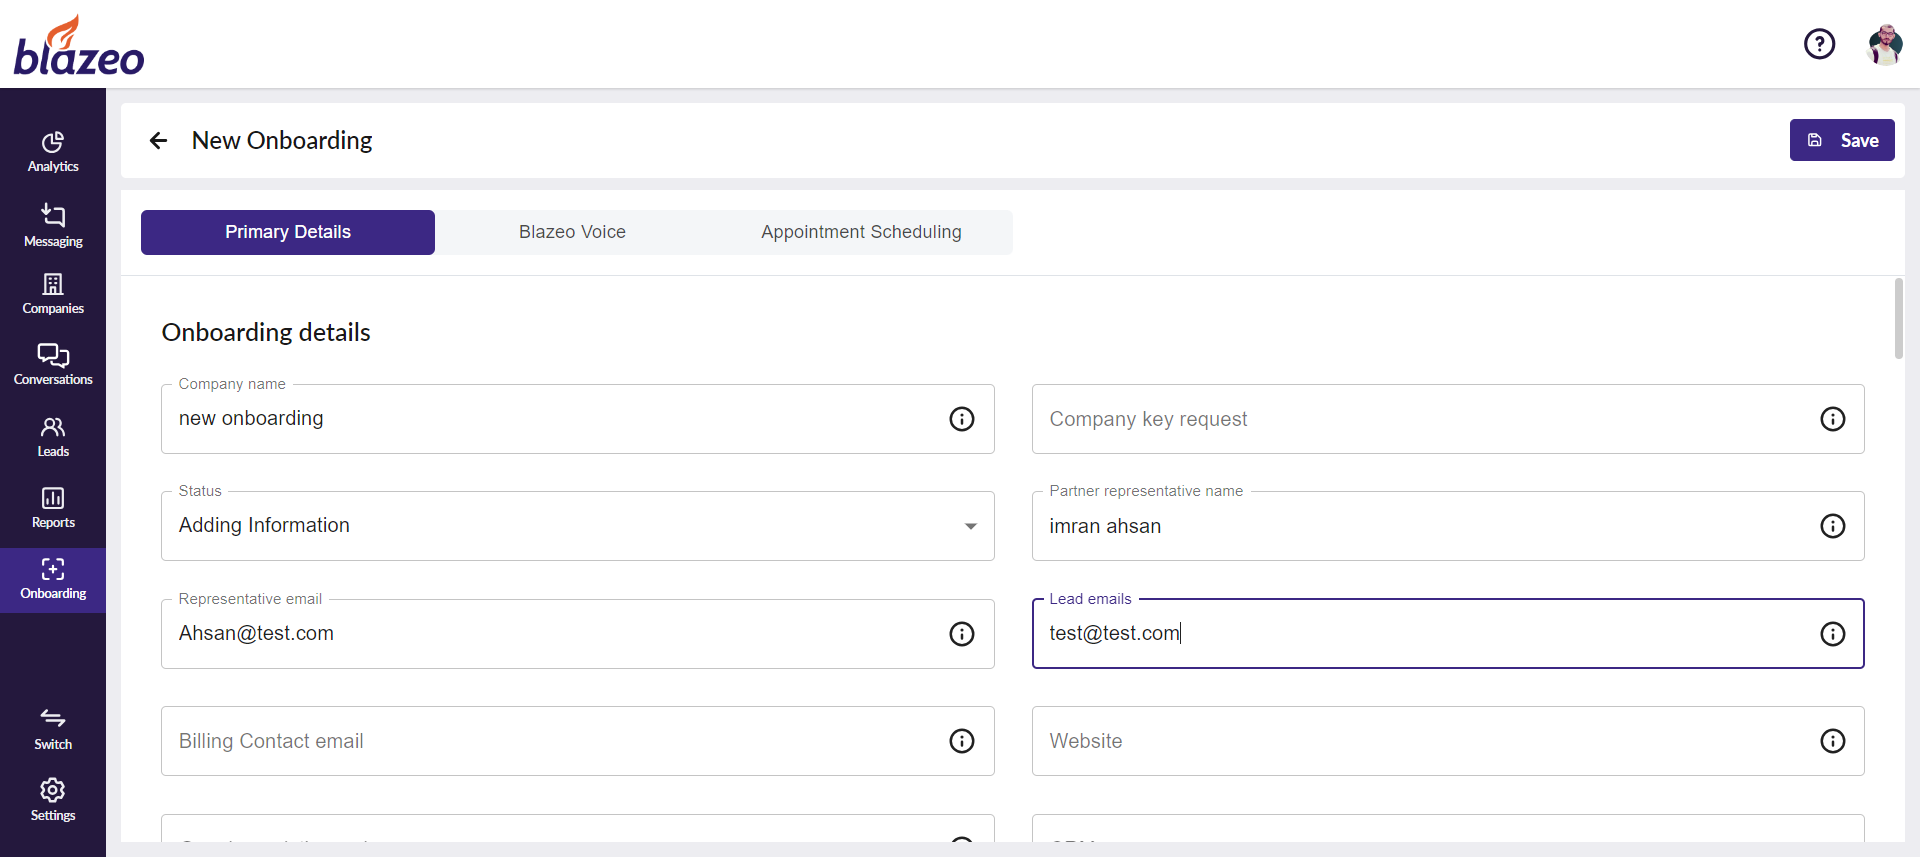 blazeo
New Onboarding
Save
Analytics
Messaging
Companies
Conversations
Leads
Reports
Onboarding
Switch
Settings
Primary Details
Blazeo Voice
Appointment Scheduling
Onboarding details
Company name
new onboarding
Company key request
Status
Adding Information
Partner representative name
imran ahsan
Representative email
Ahsan@test.com
Lead emails
test@test.com
Billing Contact email
Website